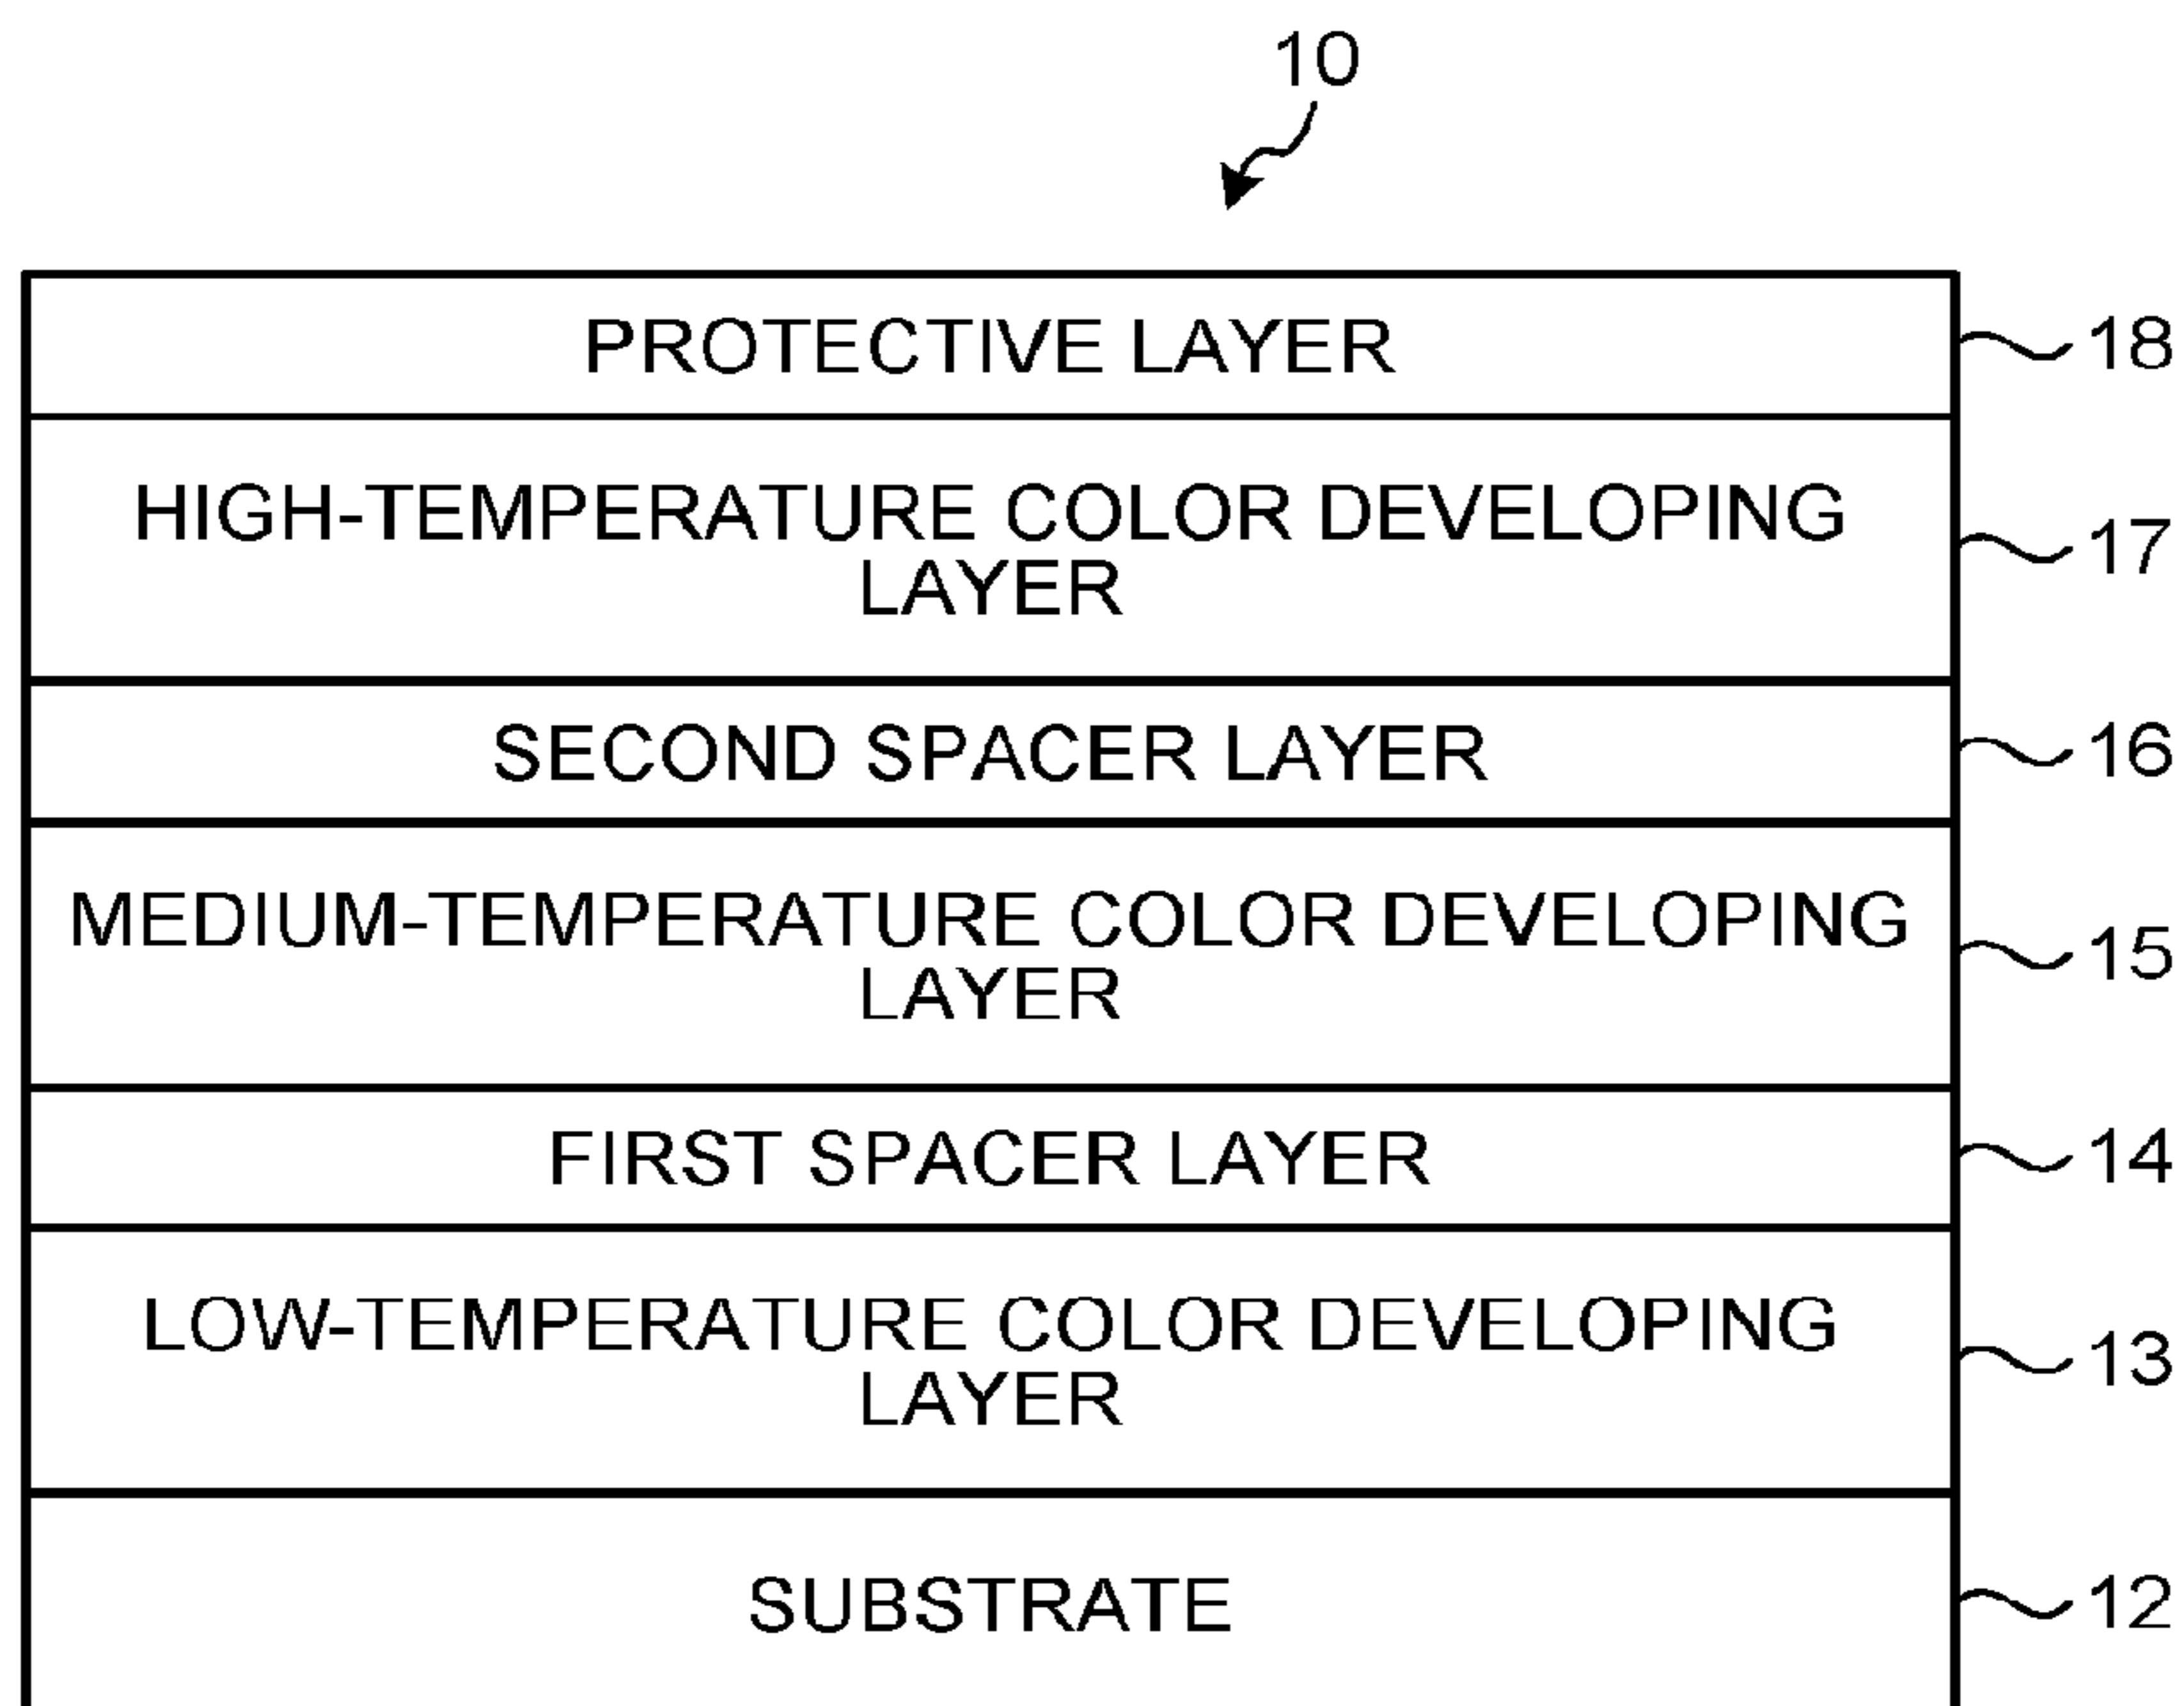 10
PROTECTIVE LAYER
18
HIGH-TEMPERATURE COLOR DEVELOPING
LAYER
17
SECOND SPACER LAYER
16
MEDIUM-TEMPERATURE COLOR DEVELOPING
LAYER
15
FIRST SPACER LAYER
14
LOW-TEMPERATURE COLOR DEVELOPING
LAYER
13
SUBSTRATE
12